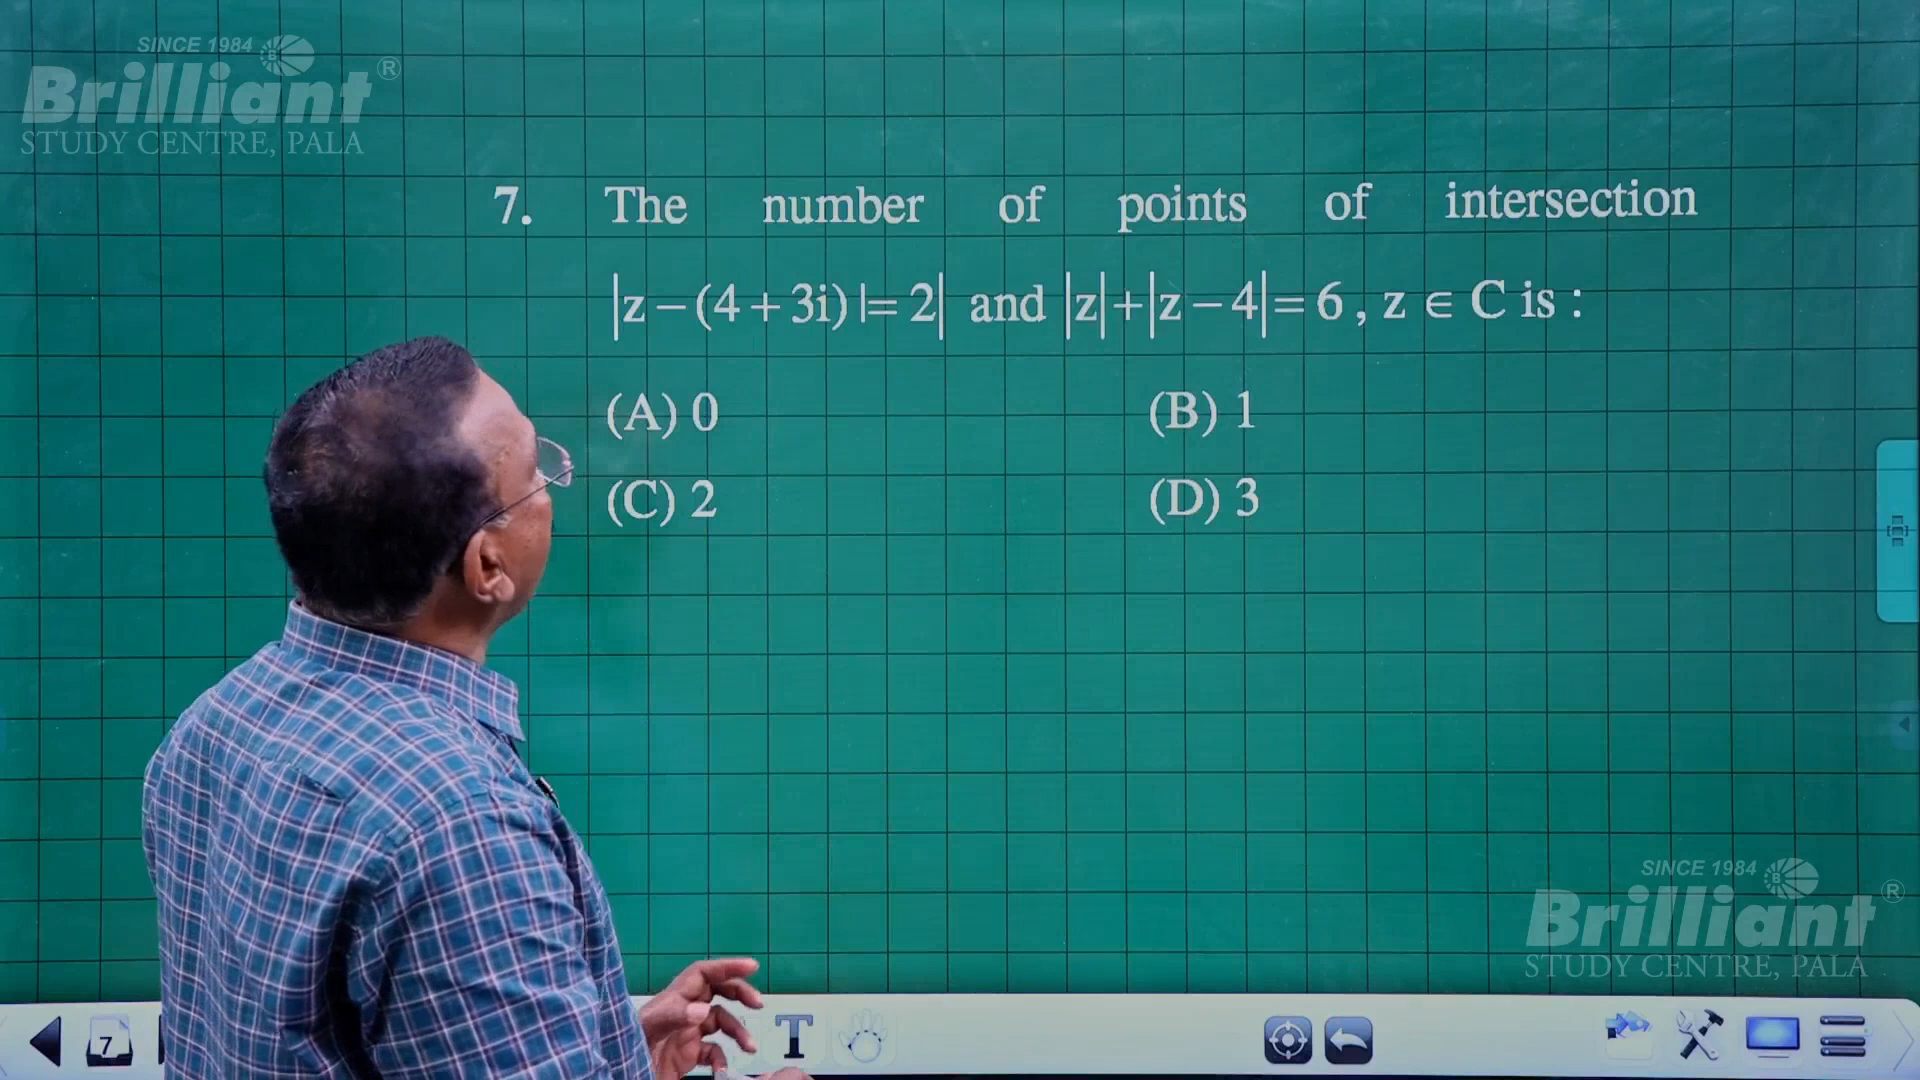 SINCE 1984
Brilliant®
STUDY CENTRE, PALA
7. The number of points of intersection
|z−(4+3i)|=2| and |z|+|z−4|=6, z ∈ C is :
(A) 0 (B) 1
(C) 2 (D) 3
SINCE 1984
Brilliant®
STUDY CENTRE, PALA
7 T